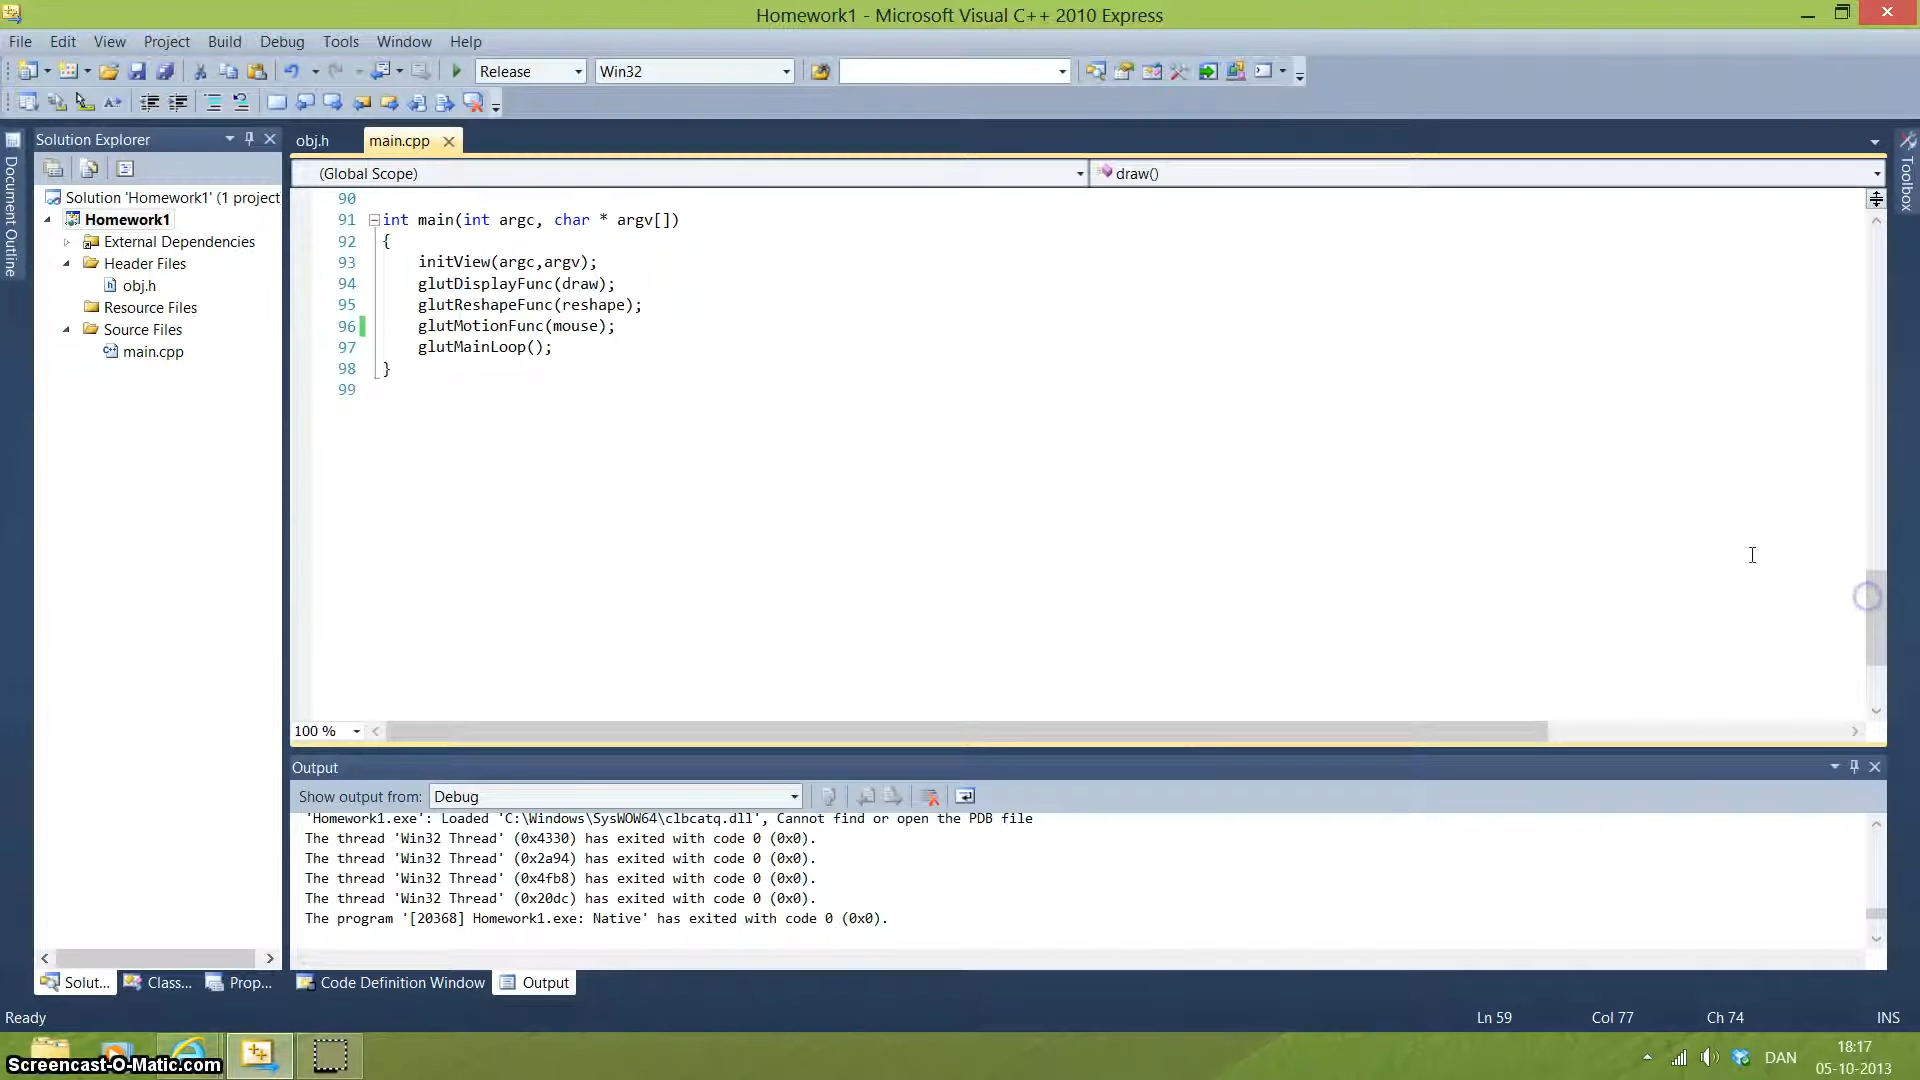 Homework1 - Microsoft Visual C++ 2010 Express
File Edit View Project Build Debug Tools Window Help
Release Win32
Solution Explorer
obj.h main.cpp
(Global Scope) draw()
Document Outline
Toolbox
Solution 'Homework1' (1 project
Homework1
External Dependencies
Header Files
obj.h
Resource Files
Source Files
main.cpp
90
91 int main(int argc, char * argv[])
92 {
93 initView(argc,argv);
94 glutDisplayFunc(draw);
95 glutReshapeFunc(reshape);
96 glutMotionFunc(mouse);
97 glutMainLoop();
98 }
99
100 %
Output
Show output from: Debug
'Homework1.exe': Loaded 'C:\Windows\SysWOW64\clbcatq.dll', Cannot find or open the PDB file
The thread 'Win32 Thread' (0x4330) has exited with code 0 (0x0).
The thread 'Win32 Thread' (0x2a94) has exited with code 0 (0x0).
The thread 'Win32 Thread' (0x4fb8) has exited with code 0 (0x0).
The thread 'Win32 Thread' (0x20dc) has exited with code 0 (0x0).
The program '[20368] Homework1.exe: Native' has exited with code 0 (0x0).
Solut... Class... Prop... Code Definition Window Output
Ready Ln 59 Col 77 Ch 74 INS
Screencast-O-Matic.com
DAN
18:17
05-10-2013